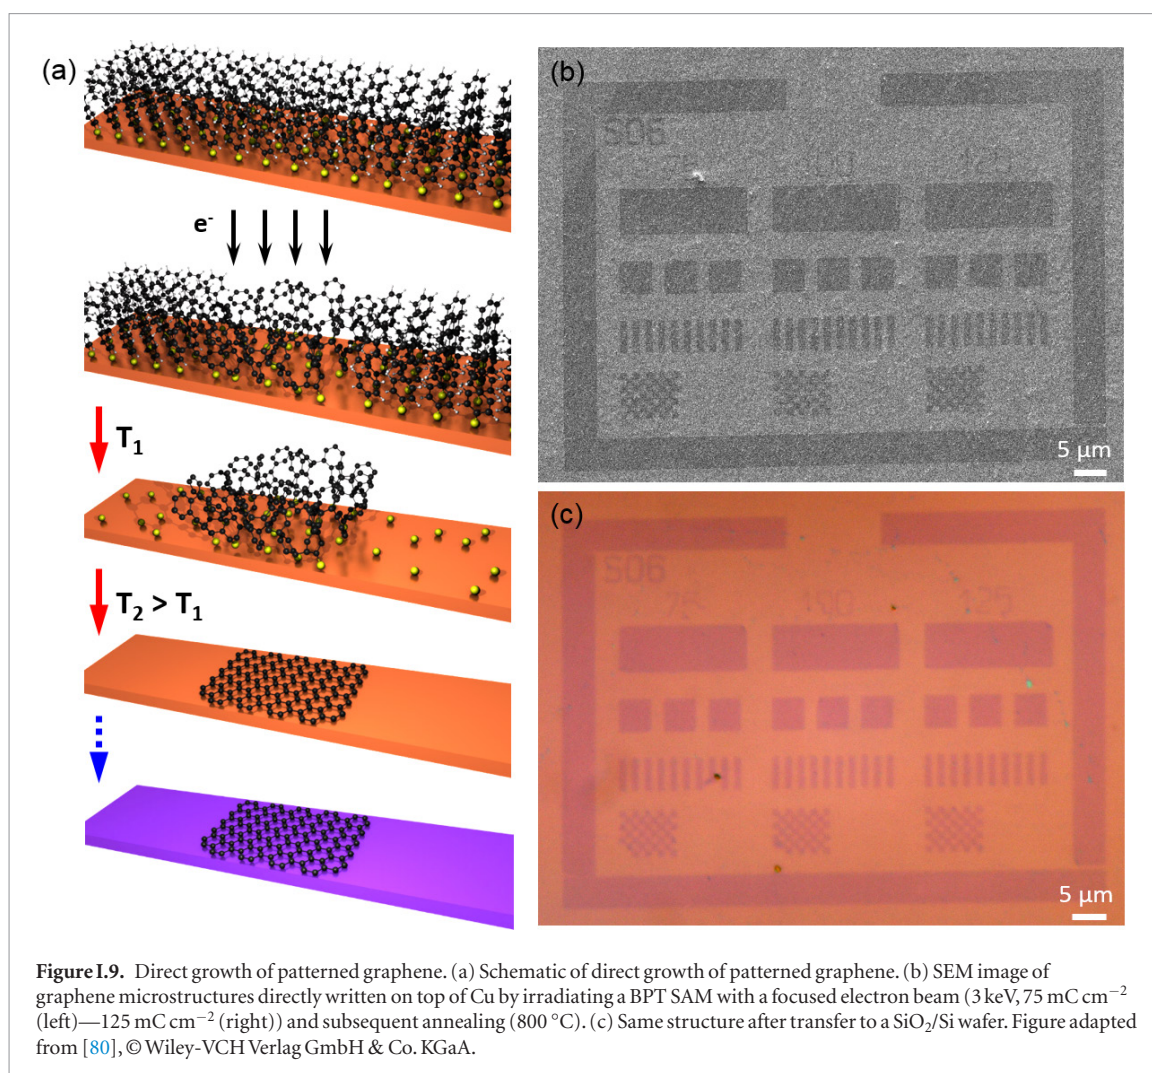 (a)
e-
T1
T2 > T1
(b)
S06
75 100 125
5 μm
(c)
S06
75 100 125
5 μm
Figure I.9. Direct growth of patterned graphene. (a) Schematic of direct growth of patterned graphene. (b) SEM image of
graphene microstructures directly written on top of Cu by irradiating a BPT SAM with a focused electron beam (3 keV, 75 mC cm−2
(left)—125 mC cm−2 (right)) and subsequent annealing (800 °C). (c) Same structure after transfer to a SiO2/Si wafer. Figure adapted
from [80], © Wiley-VCH Verlag GmbH & Co. KGaA.